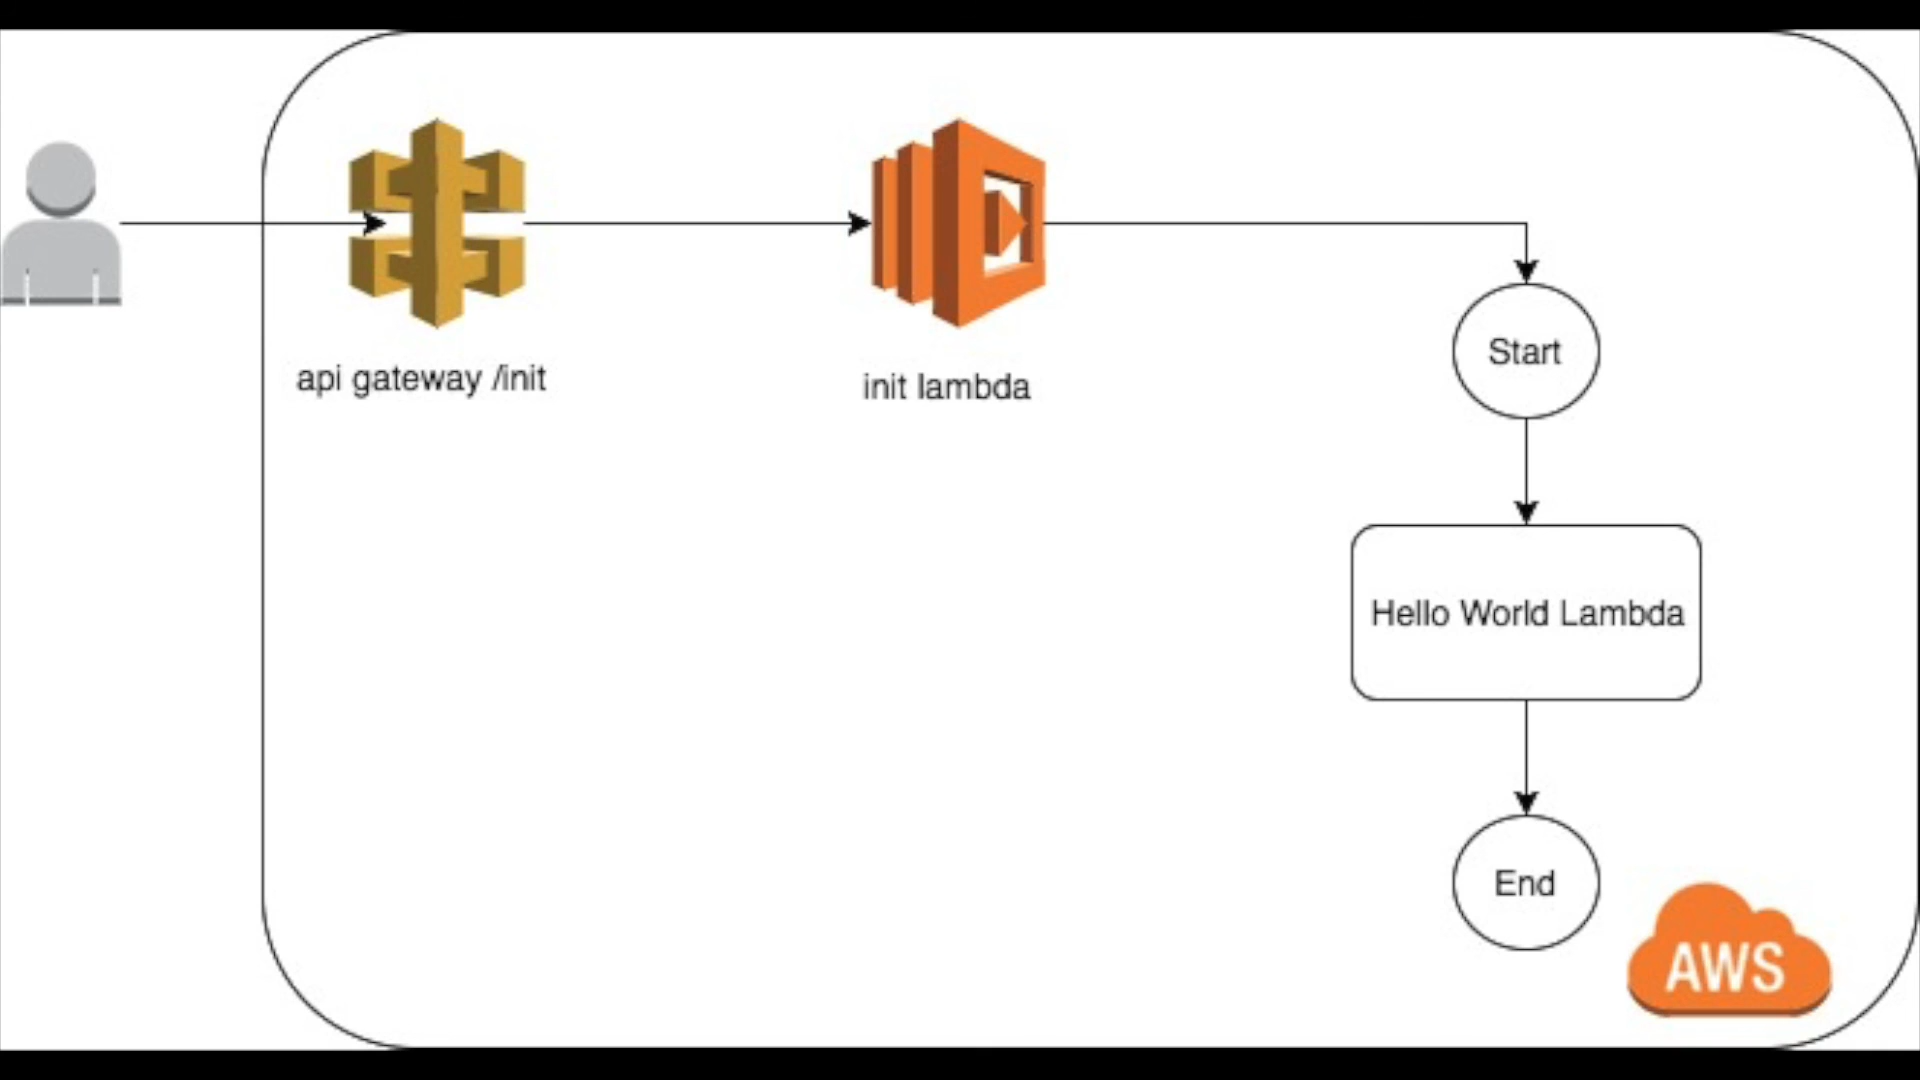 api gateway /init
init lambda
Start
Hello World Lambda
End
AWS